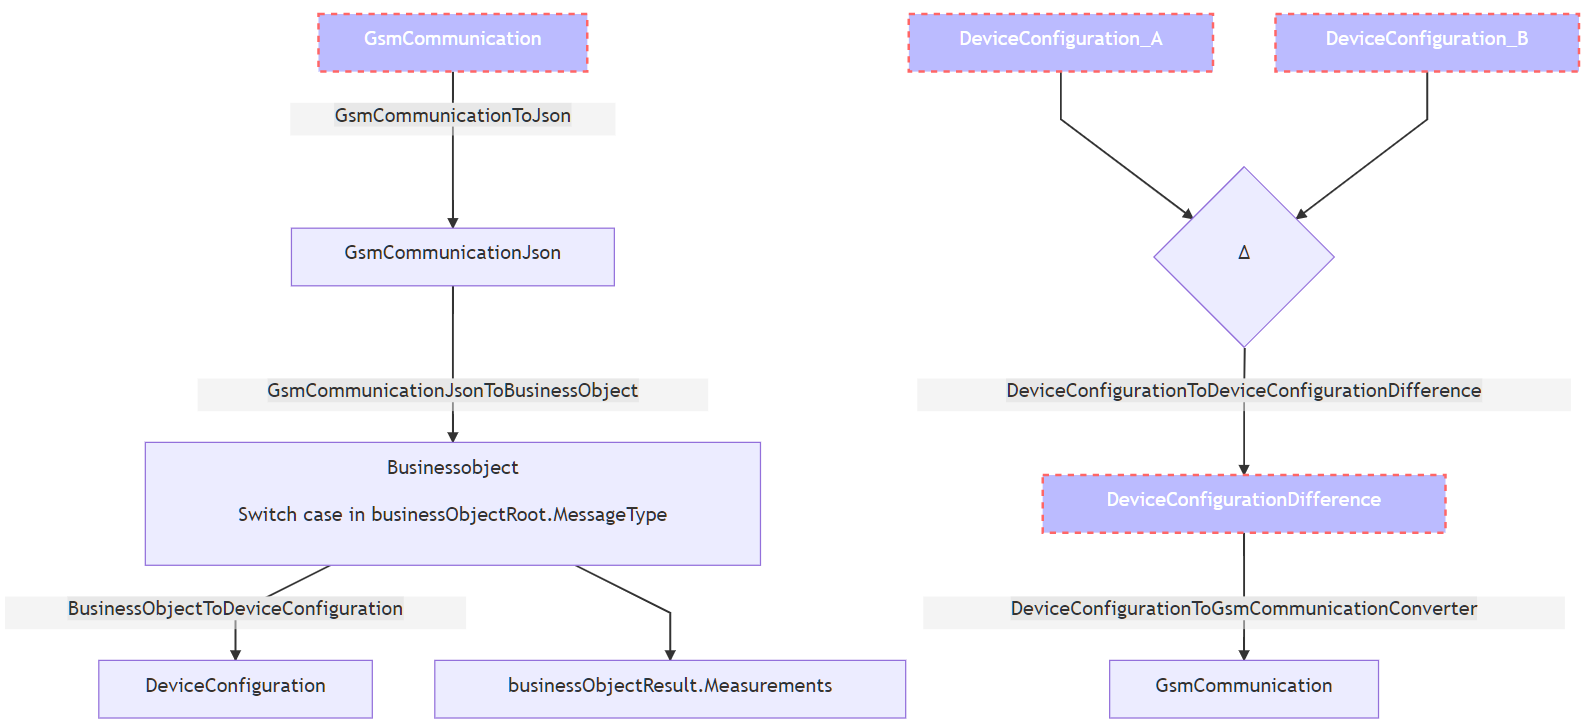 GsmCommunication
GsmCommunicationToJson
GsmCommunicationJson
GsmCommunicationJsonToBusinessObject
Businessobject
Switch case in businessObjectRoot.MessageType
BusinessObjectToDeviceConfiguration
DeviceConfiguration
businessObjectResult.Measurements
DeviceConfiguration_A
DeviceConfiguration_B
Δ
DeviceConfigurationToDeviceConfigurationDifference
DeviceConfigurationDifference
DeviceConfigurationToGsmCommunicationConverter
GsmCommunication